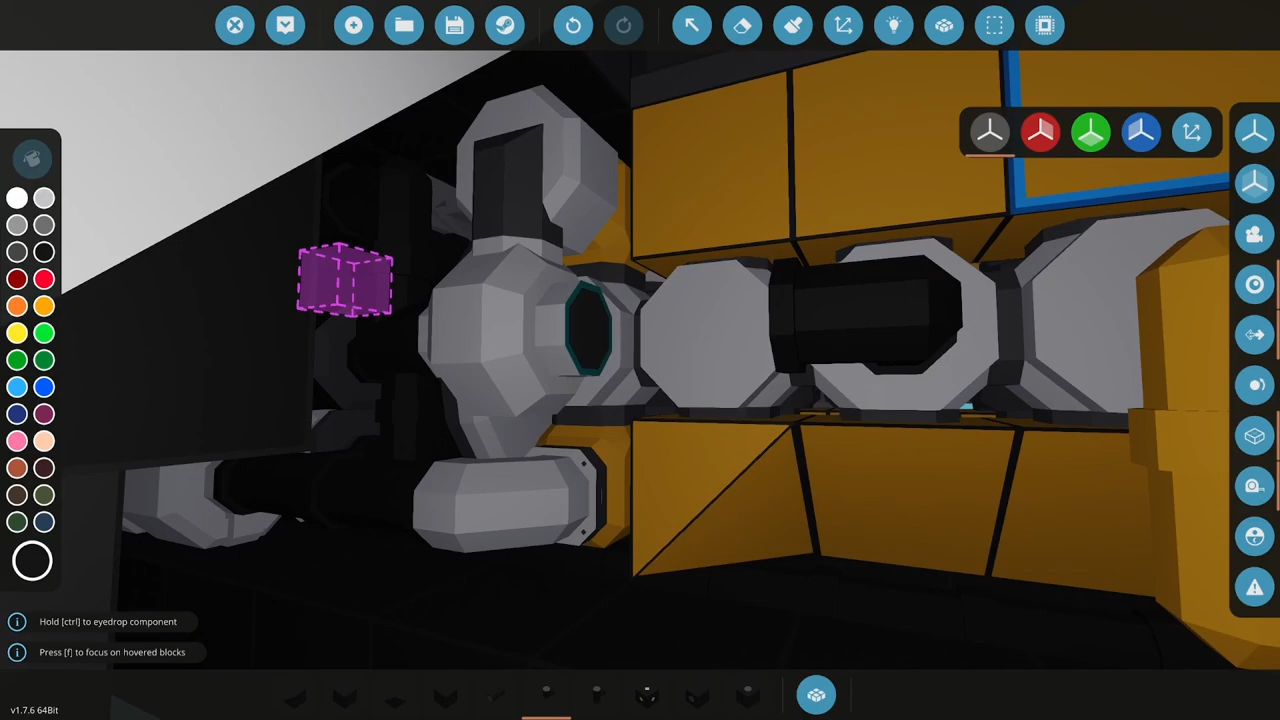 Hold [ctrl] to eyedrop component
Press [f] to focus on hovered blocks
v1.7.6 64Bit